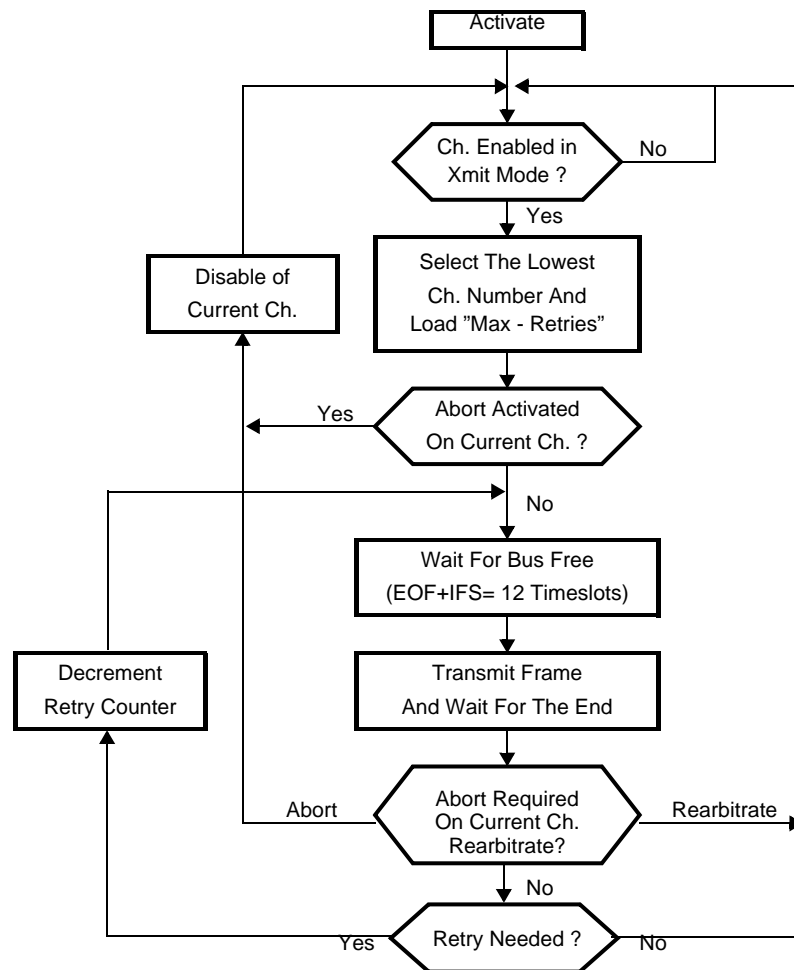 Activate
Ch. Enabled in
Xmit Mode ?
No
Yes
Select The Lowest
Ch. Number And
Load ”Max - Retries”
Disable of
Current Ch.
Abort Activated
On Current Ch. ?
Yes
No
Wait For Bus Free
(EOF+IFS= 12 Timeslots)
Decrement
Retry Counter
Transmit Frame
And Wait For The End
Abort
Abort Required
On Current Ch.
Rearbitrate?
Rearbitrate
No
Yes
Retry Needed ?
No